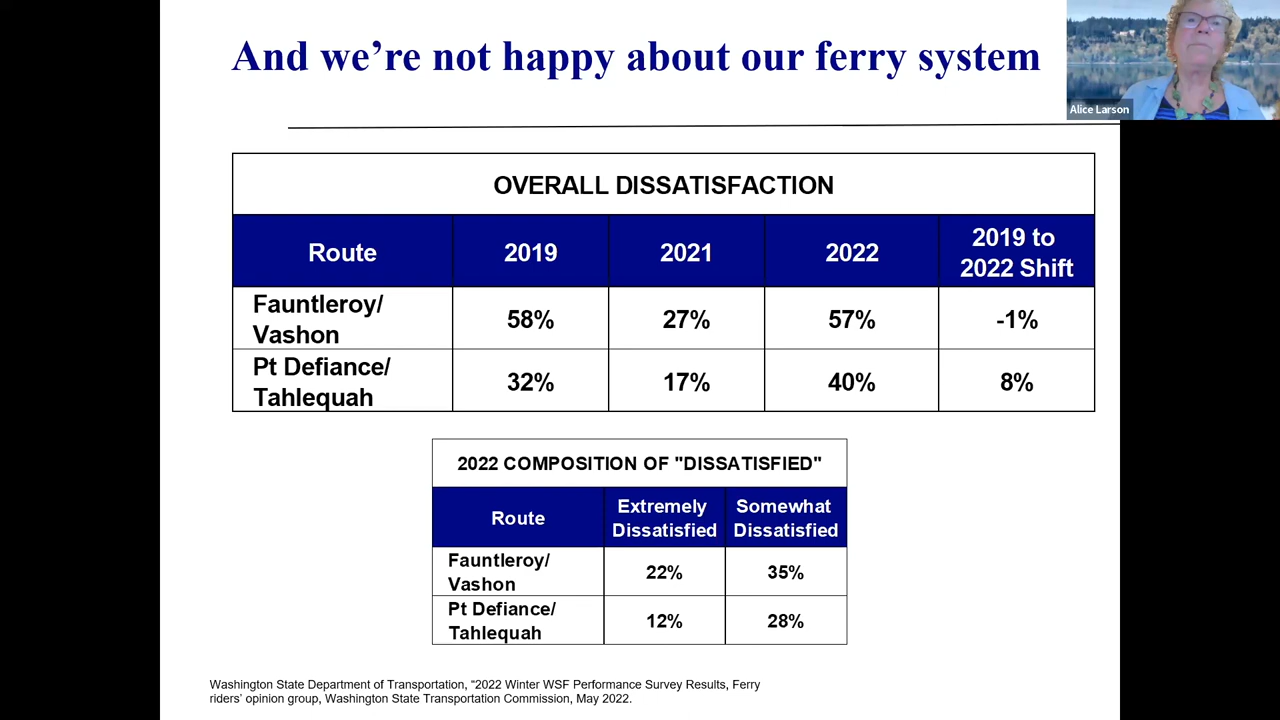 And we’re not happy about our ferry system
Alice Larson
OVERALL DISSATISFACTION
Route 2019 2021 2022 2019 to 2022 Shift
Fauntleroy/ Vashon 58% 27% 57% -1%
Pt Defiance/ Tahlequah 32% 17% 40% 8%
2022 COMPOSITION OF "DISSATISFIED"
Route Extremely Dissatisfied Somewhat Dissatisfied
Fauntleroy/ Vashon 22% 35%
Pt Defiance/ Tahlequah 12% 28%
Washington State Department of Transportation, “2022 Winter WSF Performance Survey Results, Ferry
riders’ opinion group, Washington State Transportation Commission, May 2022.